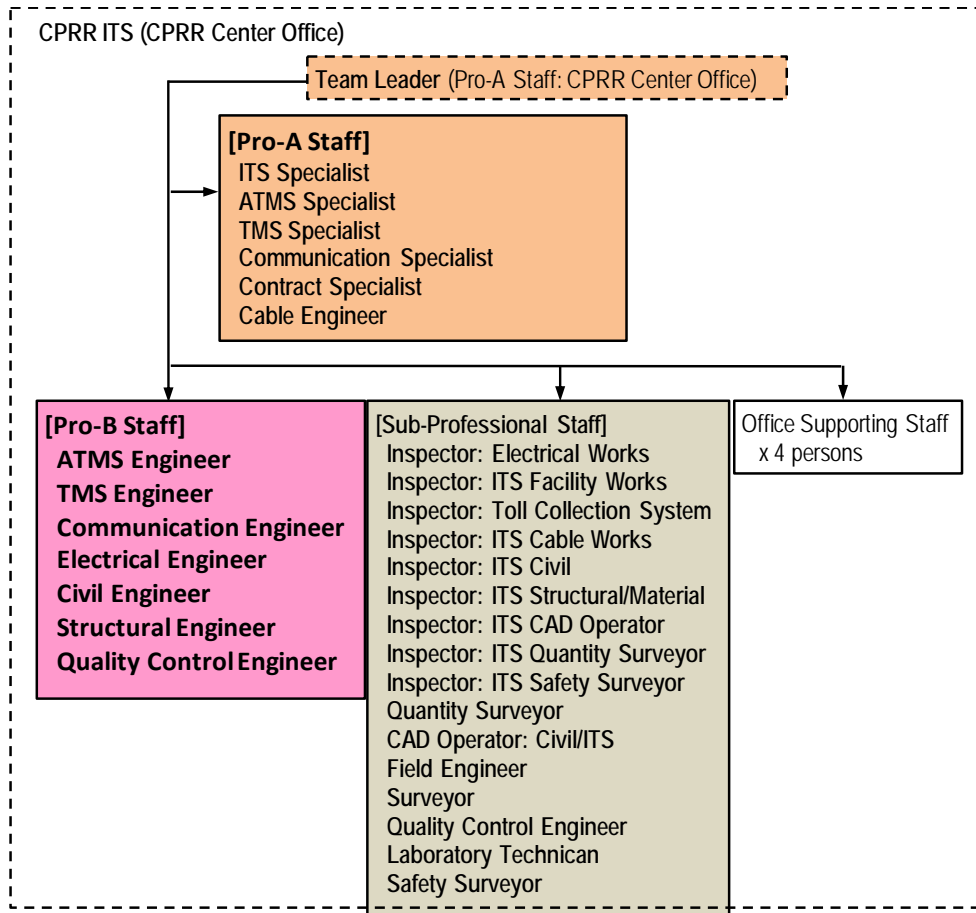 CPRR ITS (CPRR Center Office)
Team Leader (Pro-A Staff: CPRR Center Office)
[Pro-A Staff]
ITS Specialist
ATMS Specialist
TMS Specialist
Communication Specialist
Contract Specialist
Cable Engineer
[Pro-B Staff]
ATMS Engineer
TMS Engineer
Communication Engineer
Electrical Engineer
Civil Engineer
Structural Engineer
Quality Control Engineer
[Sub-Professional Staff]
Inspector: Electrical Works
Inspector: ITS Facility Works
Inspector: Toll Collection System
Inspector: ITS Cable Works
Inspector: ITS Civil
Inspector: ITS Structural/Material
Inspector: ITS CAD Operator
Inspector: ITS Quantity Surveyor
Inspector: ITS Safety Surveyor
Quantity Surveyor
CAD Operator: Civil/ITS
Field Engineer
Surveyor
Quality Control Engineer
Laboratory Technican
Safety Surveyor
Office Supporting Staff
x 4 persons